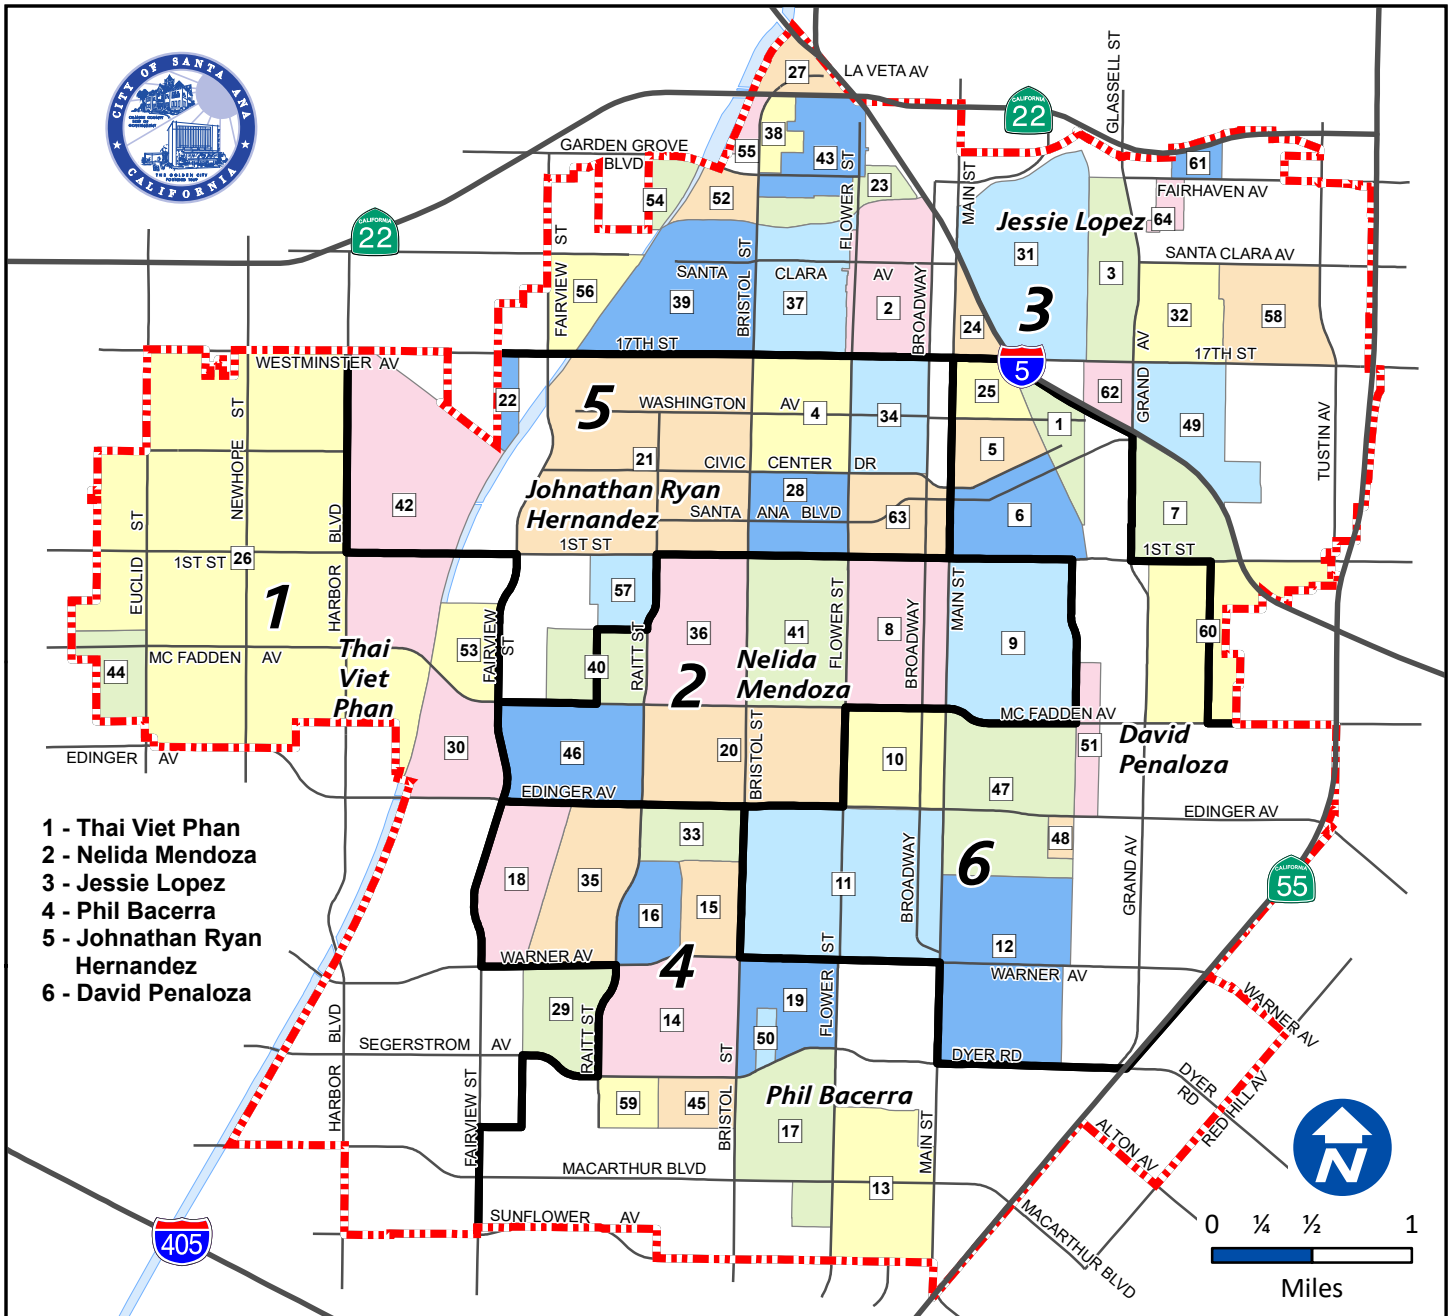 CITY OF SANTA ANA
CALIFORNIA
THE GOLDEN CITY
LA VETA AV
GLASSELL ST
CALIFORNIA
22
GARDEN GROVE
BLVD
27
38
55
43
FLOWER ST
23
54
52
MAIN ST
61
FAIRHAVEN AV
64
CALIFORNIA
22
Jessie Lopez
31
SANTA CLARA AV
3
FAIRVIEW ST
56
SANTA CLARA AV
39
BRISTOL ST
37
2
BROADWAY
24
3
32
58
17TH ST
17TH ST
GRAND AV
WESTMINSTER AV
5
22
5
WASHINGTON AV
4
34
25
1
62
49
NEWHOPE ST
TUSTIN AV
21
CIVIC CENTER DR
5
42
Johnathan Ryan
Hernandez
28
SANTA ANA BLVD
63
6
7
EUCLID ST
HARBOR BLVD
1ST ST
26
1ST ST
1ST ST
1
57
36
41
FLOWER ST
8
BROADWAY
MAIN ST
9
60
44
MC FADDEN AV
Thai
Viet
Phan
53
FAIRVIEW ST
40
RAITT ST
2
Nelida
Mendoza
MC FADDEN AV
30
46
20
BRISTOL ST
10
47
51
David
Penaloza
EDINGER AV
EDINGER AV
EDINGER AV
1 - Thai Viet Phan
2 - Nelida Mendoza
3 - Jessie Lopez
4 - Phil Bacerra
5 - Johnathan Ryan
Hernandez
6 - David Penaloza
33
48
18
35
16
15
11
BROADWAY
6
GRAND AV
CALIFORNIA
55
WARNER AV
4
FLOWER ST
12
WARNER AV
WARNER AV
29
RAITT ST
14
19
50
HARBOR BLVD
SEGERSTROM AV
DYER RD
DYER RD
RED HILL AV
HARBOR
FAIRVIEW ST
59
45
BRISTOL ST
Phil Bacerra
17
MAIN ST
ALTON AV
MACARTHUR BLVD
13
MACARTHUR BLVD
SUNFLOWER AV
405
N
0 ¼ ½ 1
Miles